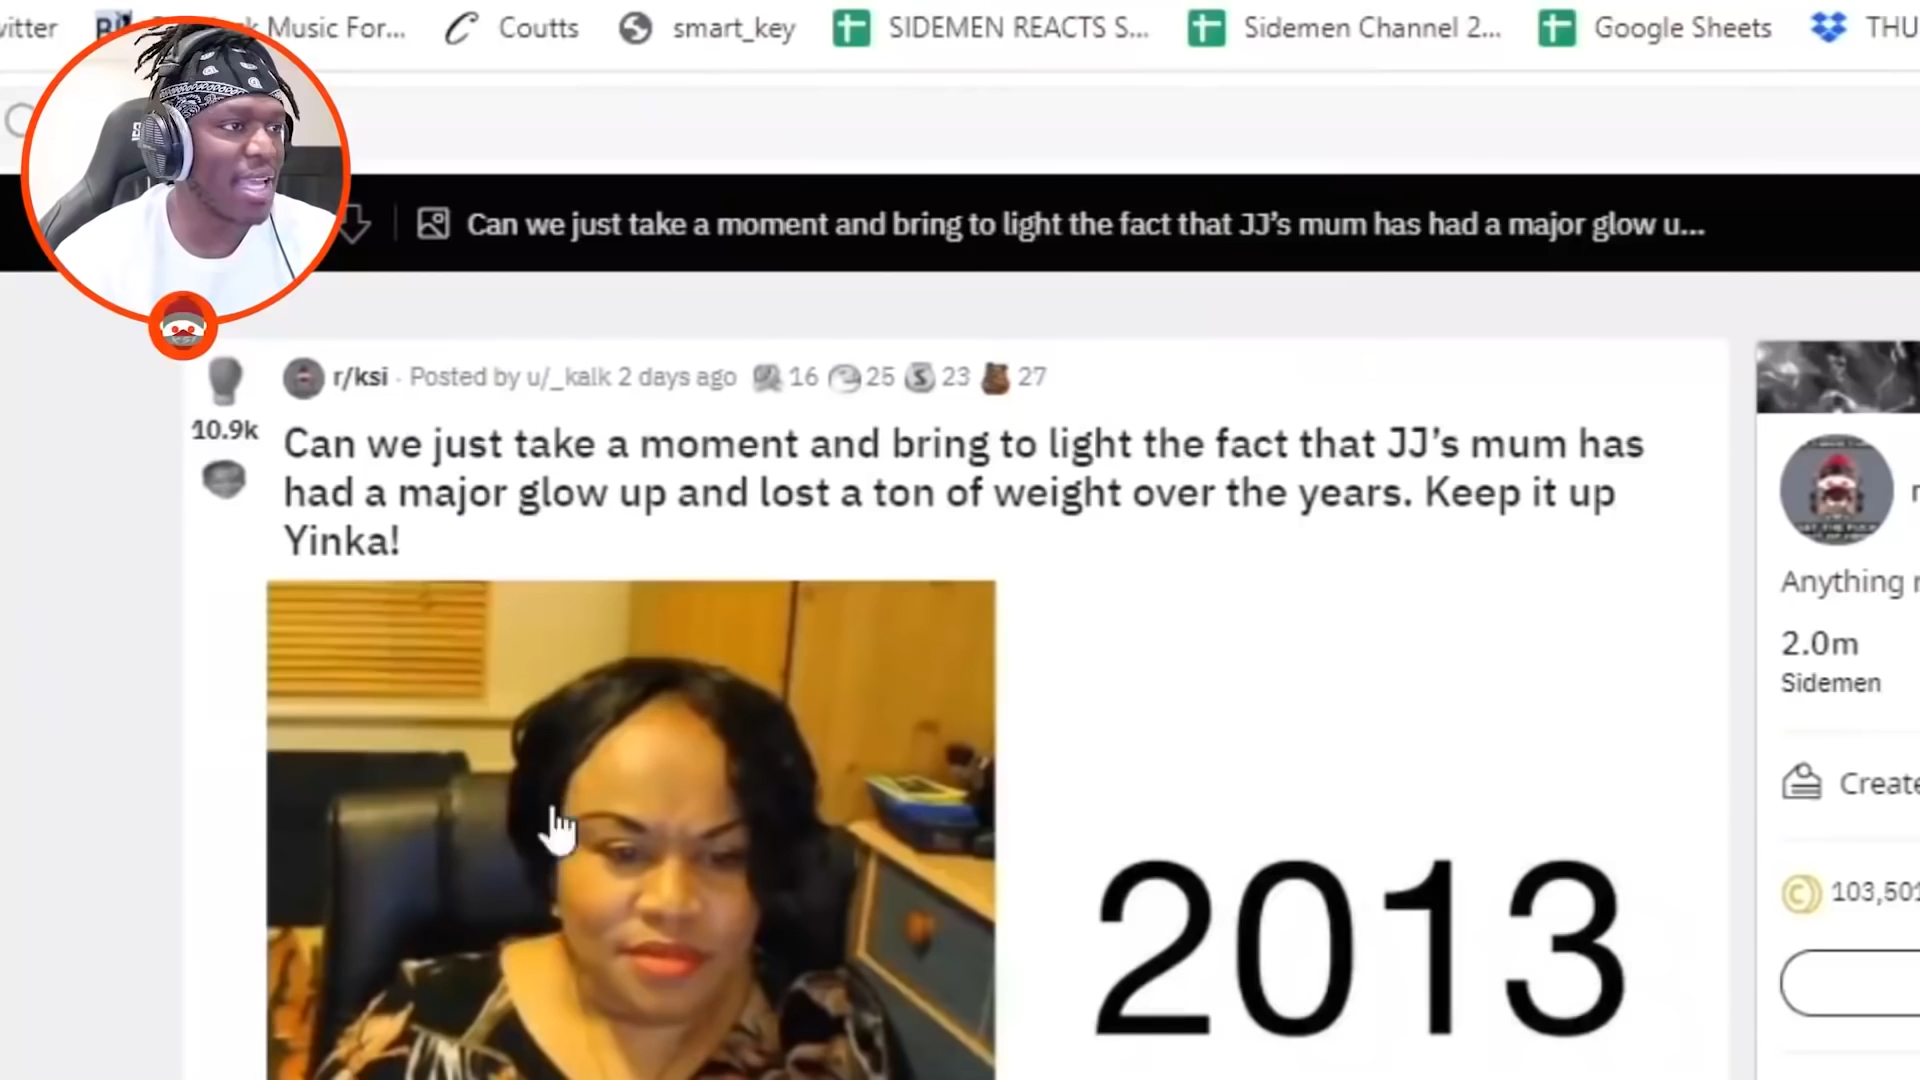 Music For...
Coutts
smart_key
SIDEMEN REACTS S...
Sidemen Channel 2...
Google Sheets
THU
Can we just take a moment and bring to light the fact that JJ's mum has had a major glow u...
r/ksi · Posted by u/_kalk 2 days ago 16 25 23 27
10.9k
Can we just take a moment and bring to light the fact that JJ's mum has
had a major glow up and lost a ton of weight over the years. Keep it up
Yinka!
2013
Anything
2.0m
Sidemen
Create
103,501